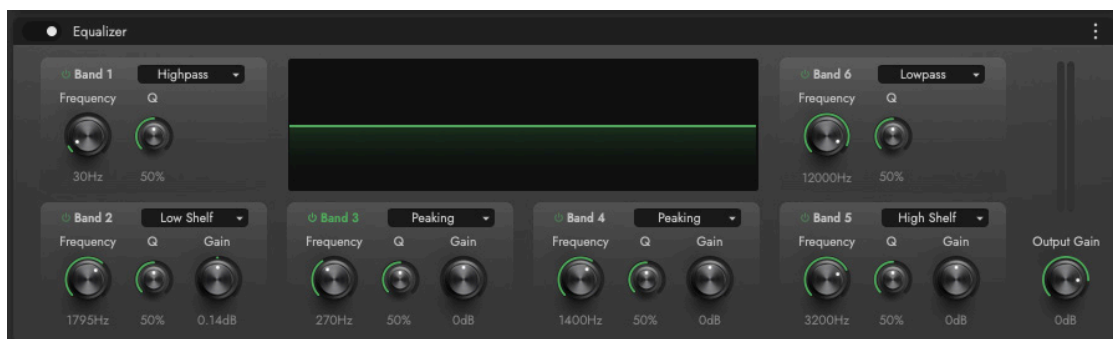 Equalizer
Band 1 Highpass
Frequency Q
30Hz 50%
Band 6 Lowpass
Frequency Q
12000Hz 50%
Band 2 Low Shelf
Frequency Q Gain
1795Hz 50% 0.14dB
Band 3 Peaking
Frequency Q Gain
270Hz 50% 0dB
Band 4 Peaking
Frequency Q Gain
1400Hz 50% 0dB
Band 5 High Shelf
Frequency Q Gain
3200Hz 50% 0dB
Output Gain
0dB